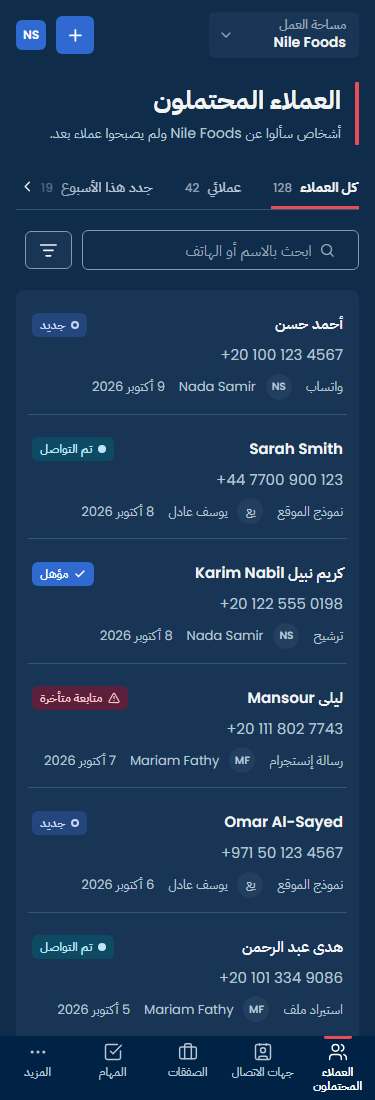 مساحة العمل
Nile Foods
NS
العملاء المحتملون
أشخاص سألوا عن Nile Foods ولم يصبحوا عملاء بعد.
كل العملاء 128 عملائي 42 جدد هذا الأسبوع 19
ابحث بالاسم أو الهاتف
أحمد حسن جديد
+20 100 123 4567
واتساب NS Nada Samir 9 أكتوبر 2026
Sarah Smith تم التواصل
+44 7700 900 123
نموذج الموقع يع يوسف عادل 8 أكتوبر 2026
كريم نبيل Karim Nabil مؤهل
+20 122 555 0198
ترشيح NS Nada Samir 8 أكتوبر 2026
ليلى Mansour متابعة متأخرة
+20 111 802 7743
رسالة إنستجرام MF Mariam Fathy 7 أكتوبر 2026
Omar Al-Sayed جديد
+971 50 123 4567
نموذج الموقع يع يوسف عادل 6 أكتوبر 2026
هدى عبد الرحمن تم التواصل
+20 101 334 9086
استيراد ملف MF Mariam Fathy 5 أكتوبر 2026
العملاء المحتملون
جهات الاتصال
الصفقات
المهام
المزيد